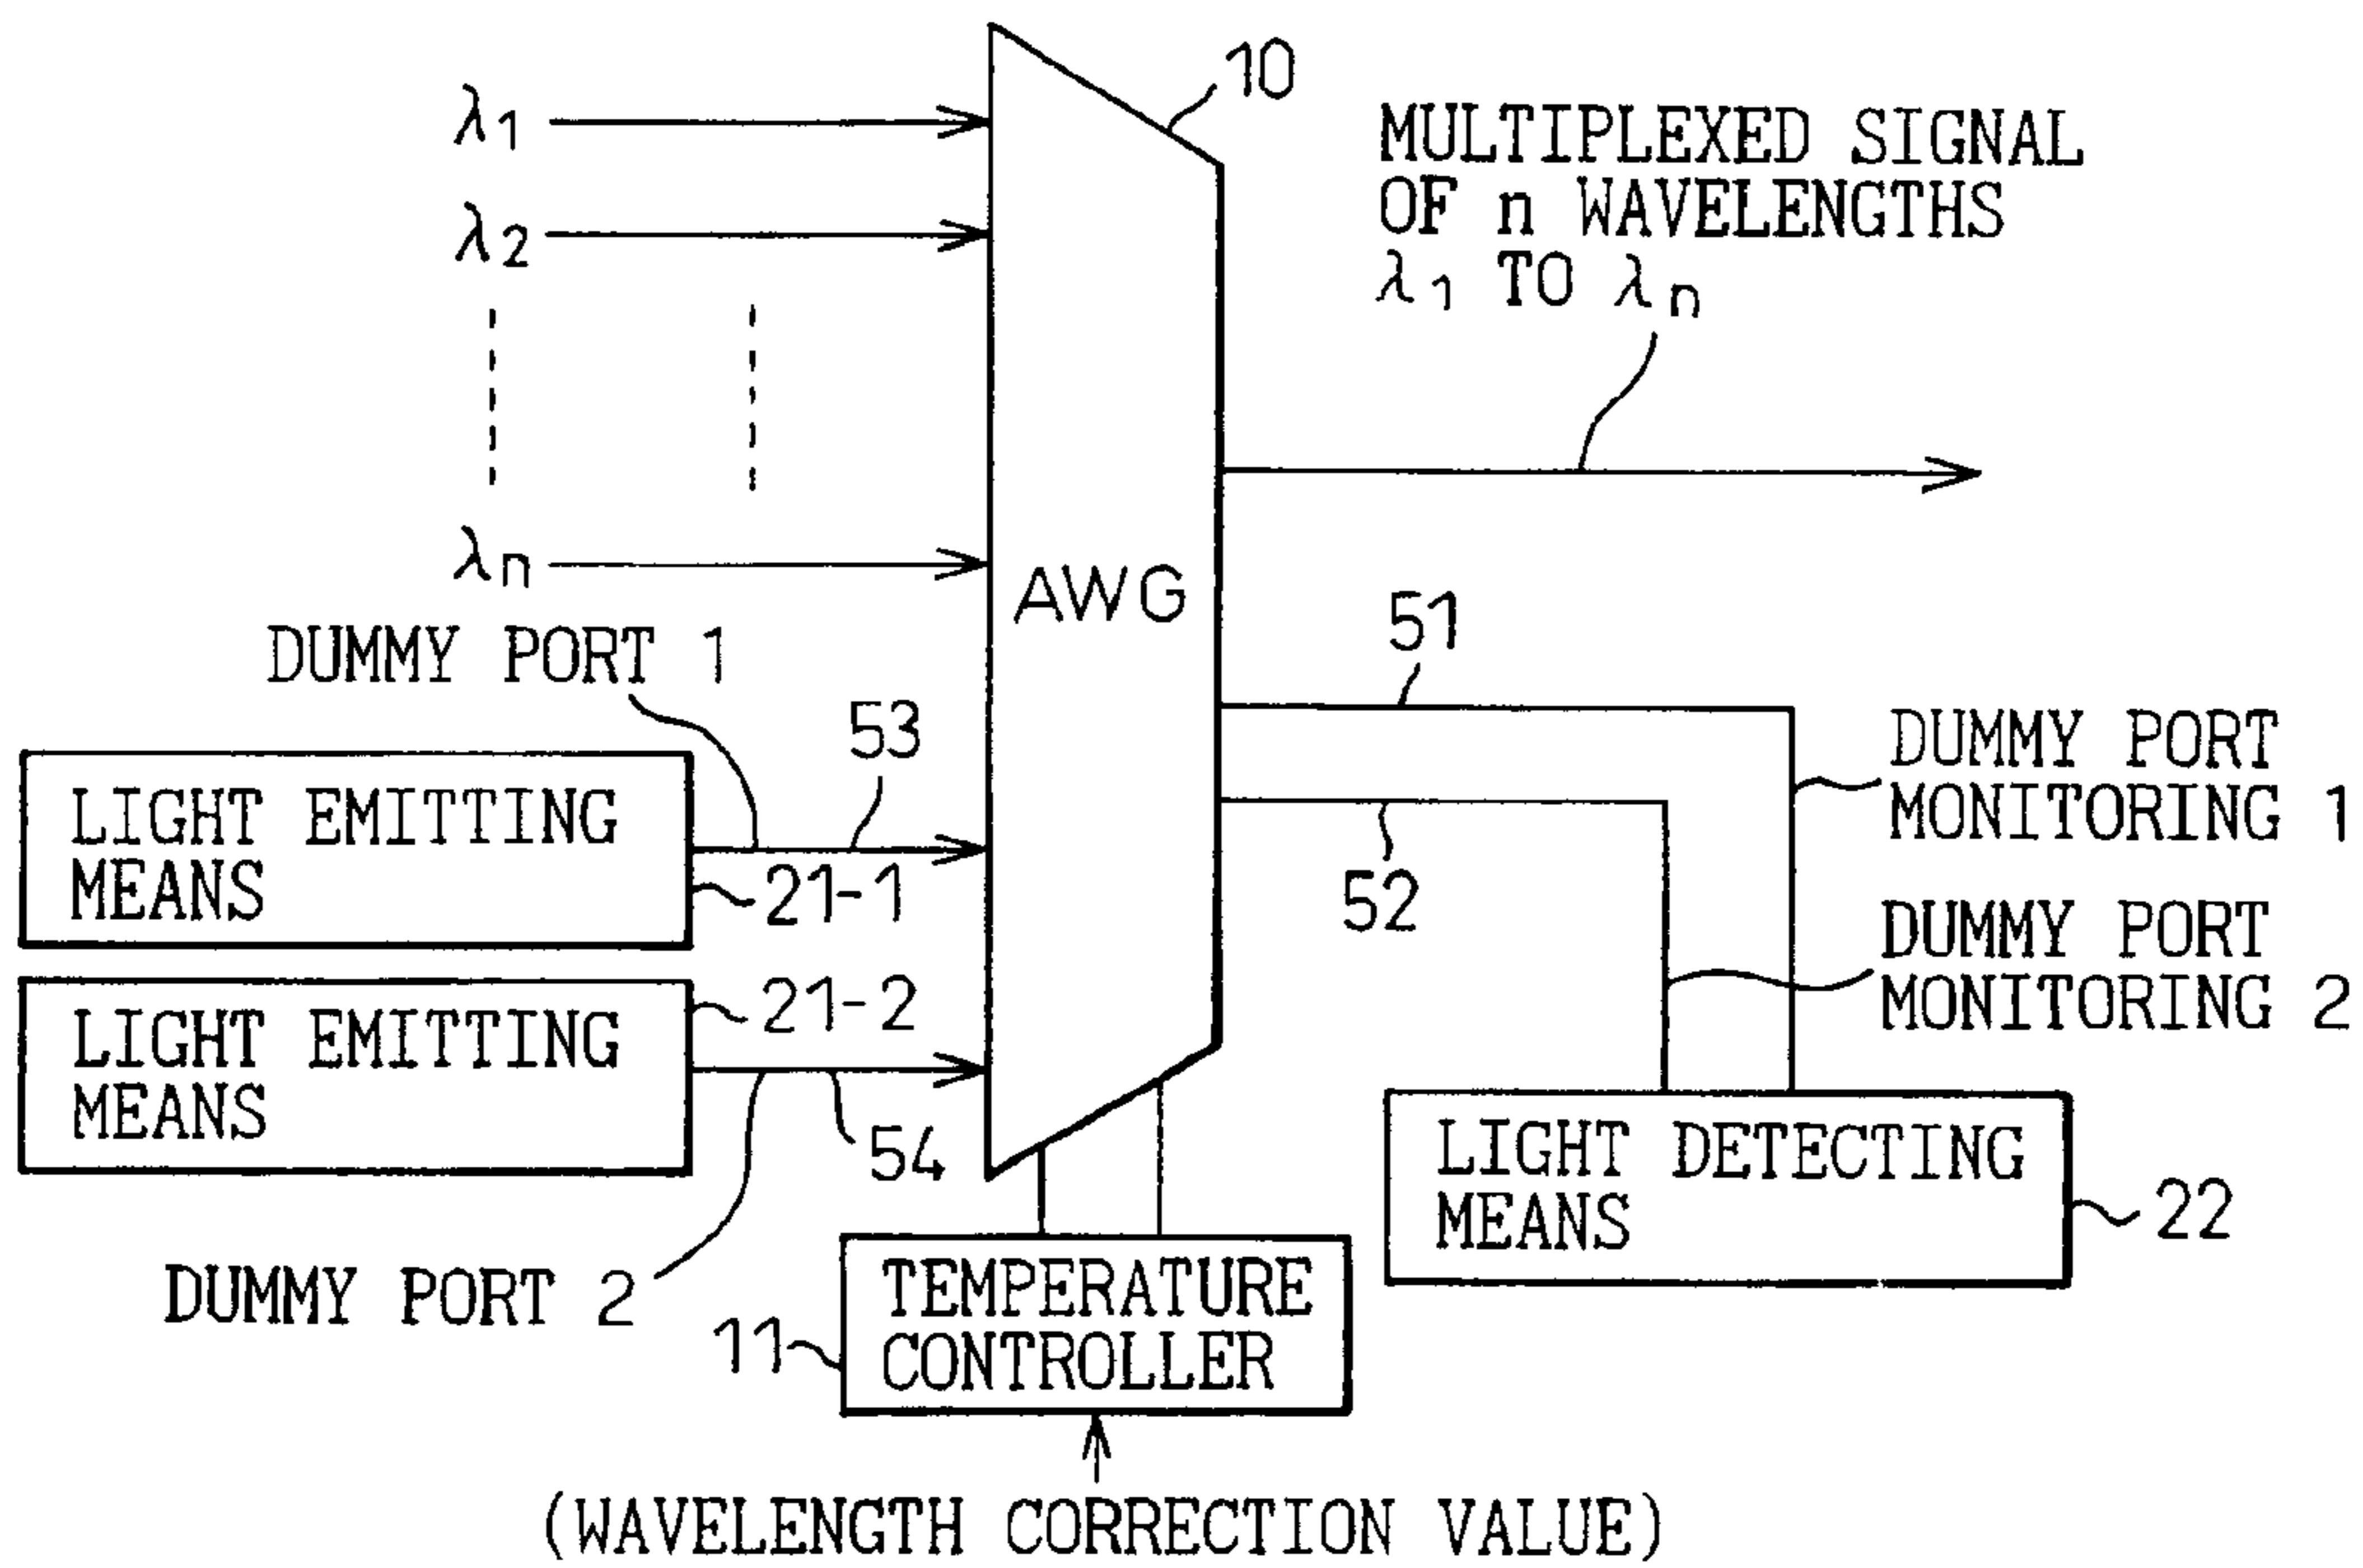 λ1
10
MULTIPLEXED SIGNAL
OF n WAVELENGTHS
λ1 TO λn
λ2
λn
AWG
DUMMY PORT 1
53
51
LIGHT EMITTING
MEANS
21-1
52
DUMMY PORT
MONITORING 1
DUMMY PORT
MONITORING 2
LIGHT EMITTING
MEANS
21-2
54
DUMMY PORT 2
LIGHT DETECTING
MEANS
22
11
TEMPERATURE
CONTROLLER
(WAVELENGTH CORRECTION VALUE)